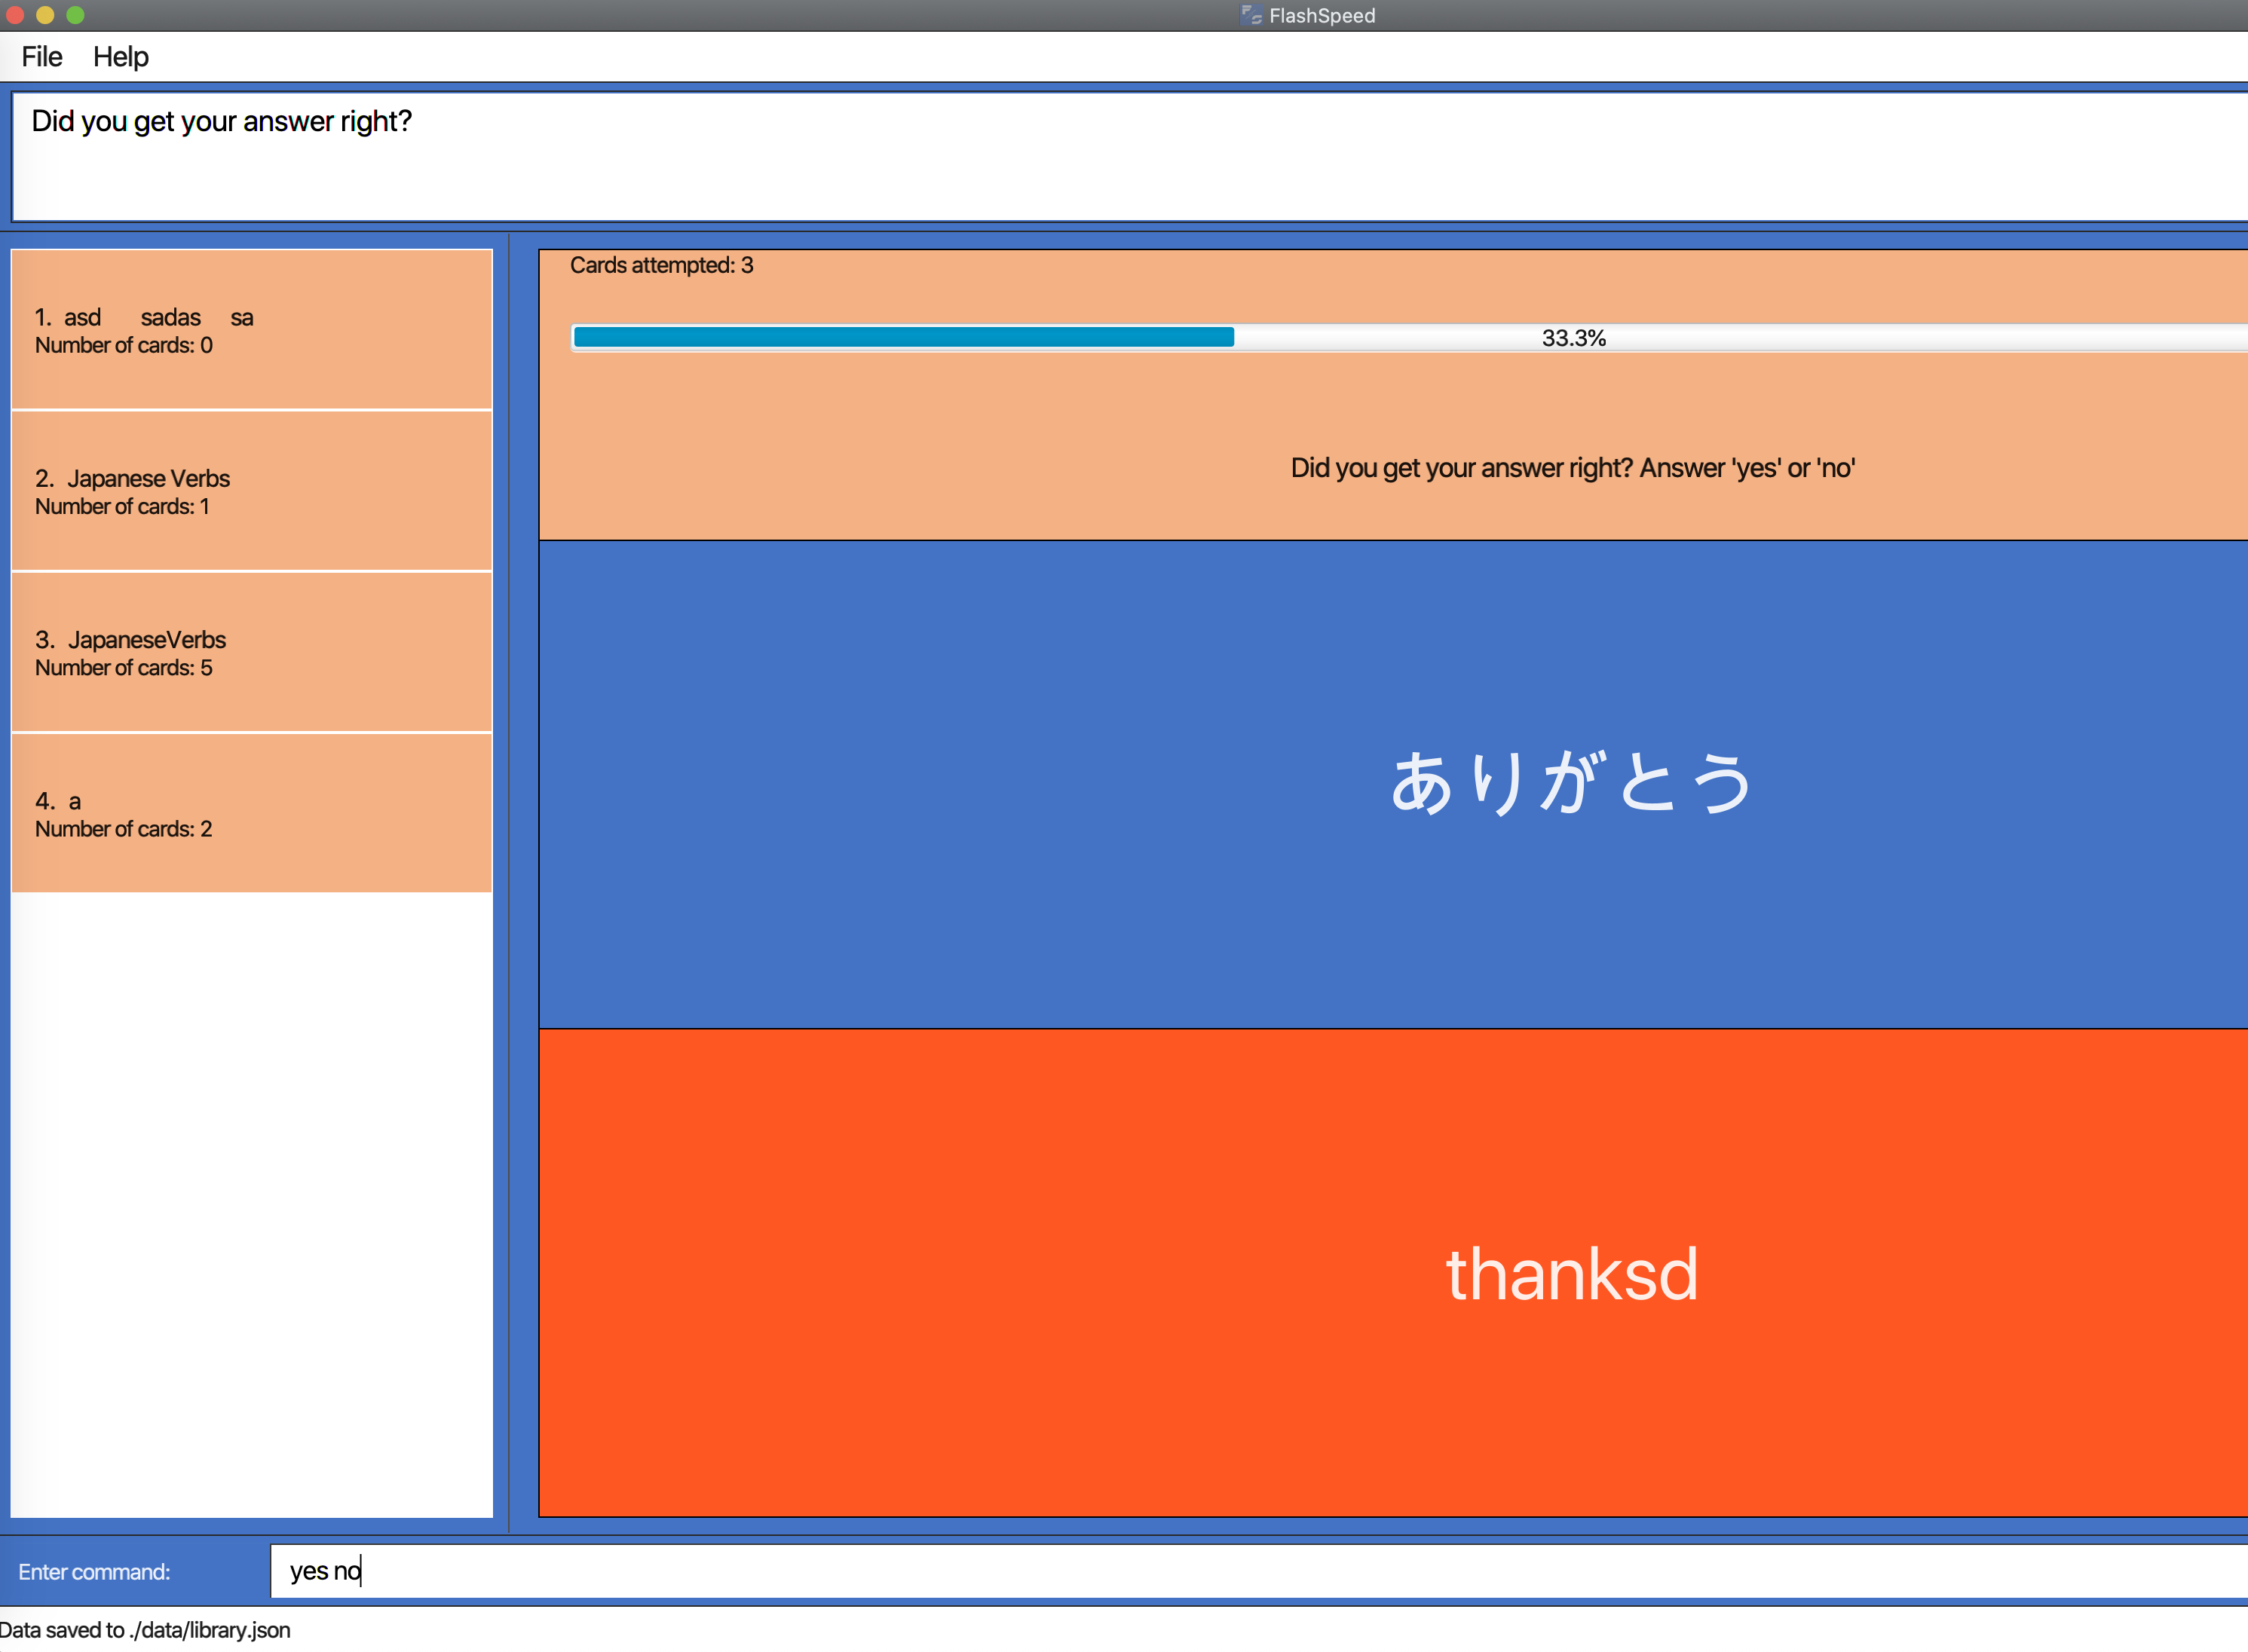 FlashSpeed
File Help
Did you get your answer right?
1. asd sadas sa
Number of cards: 0
2. Japanese Verbs
Number of cards: 1
3. JapaneseVerbs
Number of cards: 5
4. a
Number of cards: 2
Cards attempted: 3
33.3%
Did you get your answer right? Answer 'yes' or 'no'
ありがとう
thanksd
Enter command: yes no
Data saved to ./data/library.json